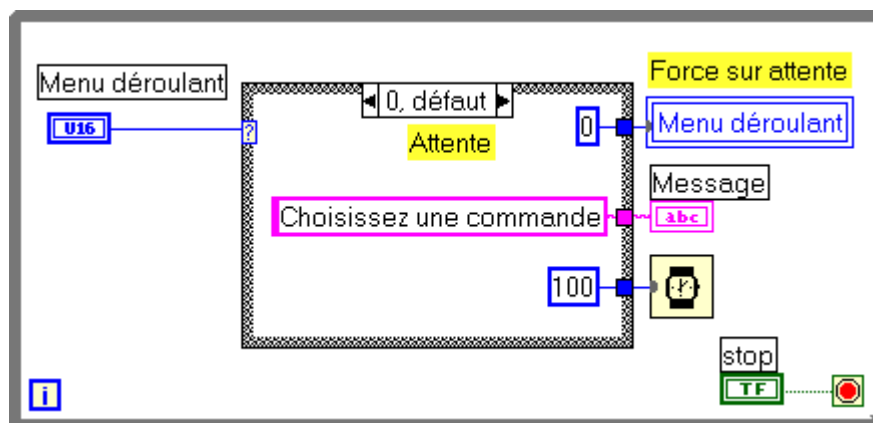 Menu déroulant
U16
?
0, défaut
Attente
0
Force sur attente
Menu déroulant
Choisissez une commande
Message
abc
100
stop
TF
i